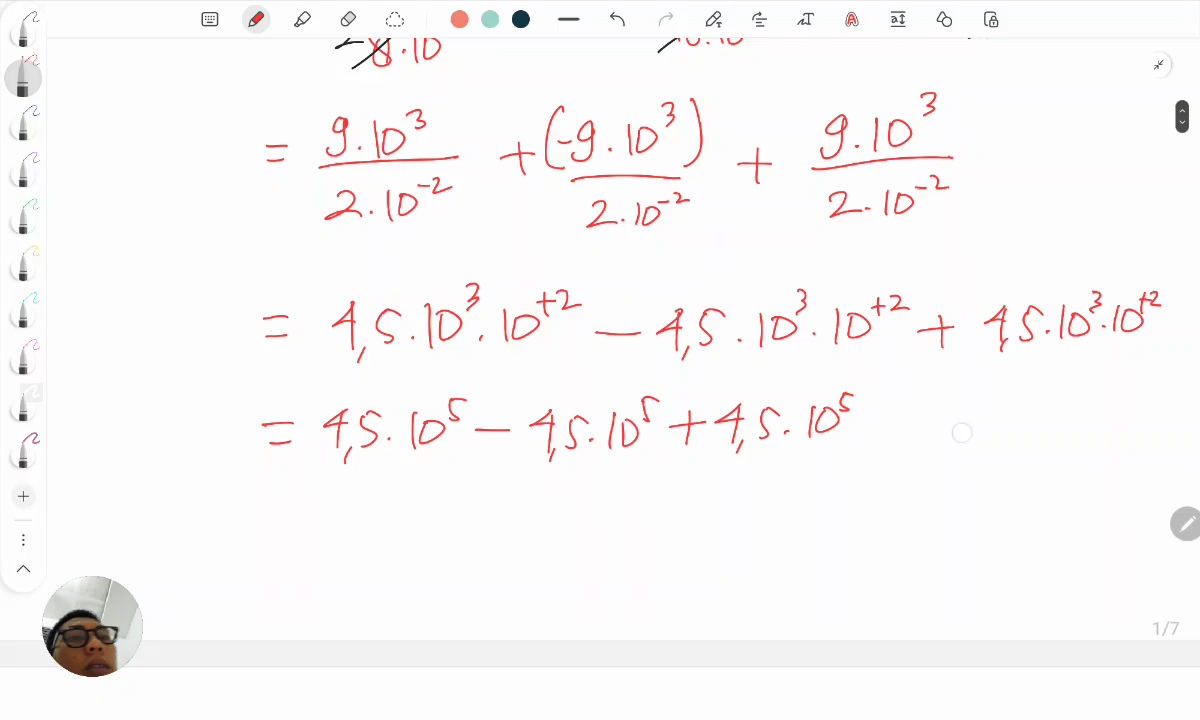 8.10
= 9.10³/2.10⁻² + (-9.10³)/2.10⁻² + 9.10³/2.10⁻²
= 4,5.10³.10⁺² - 4,5.10³.10⁺² + 4,5.10³.10⁺²
= 4,5.10⁵ - 4,5.10⁵ + 4,5.10⁵
1/7